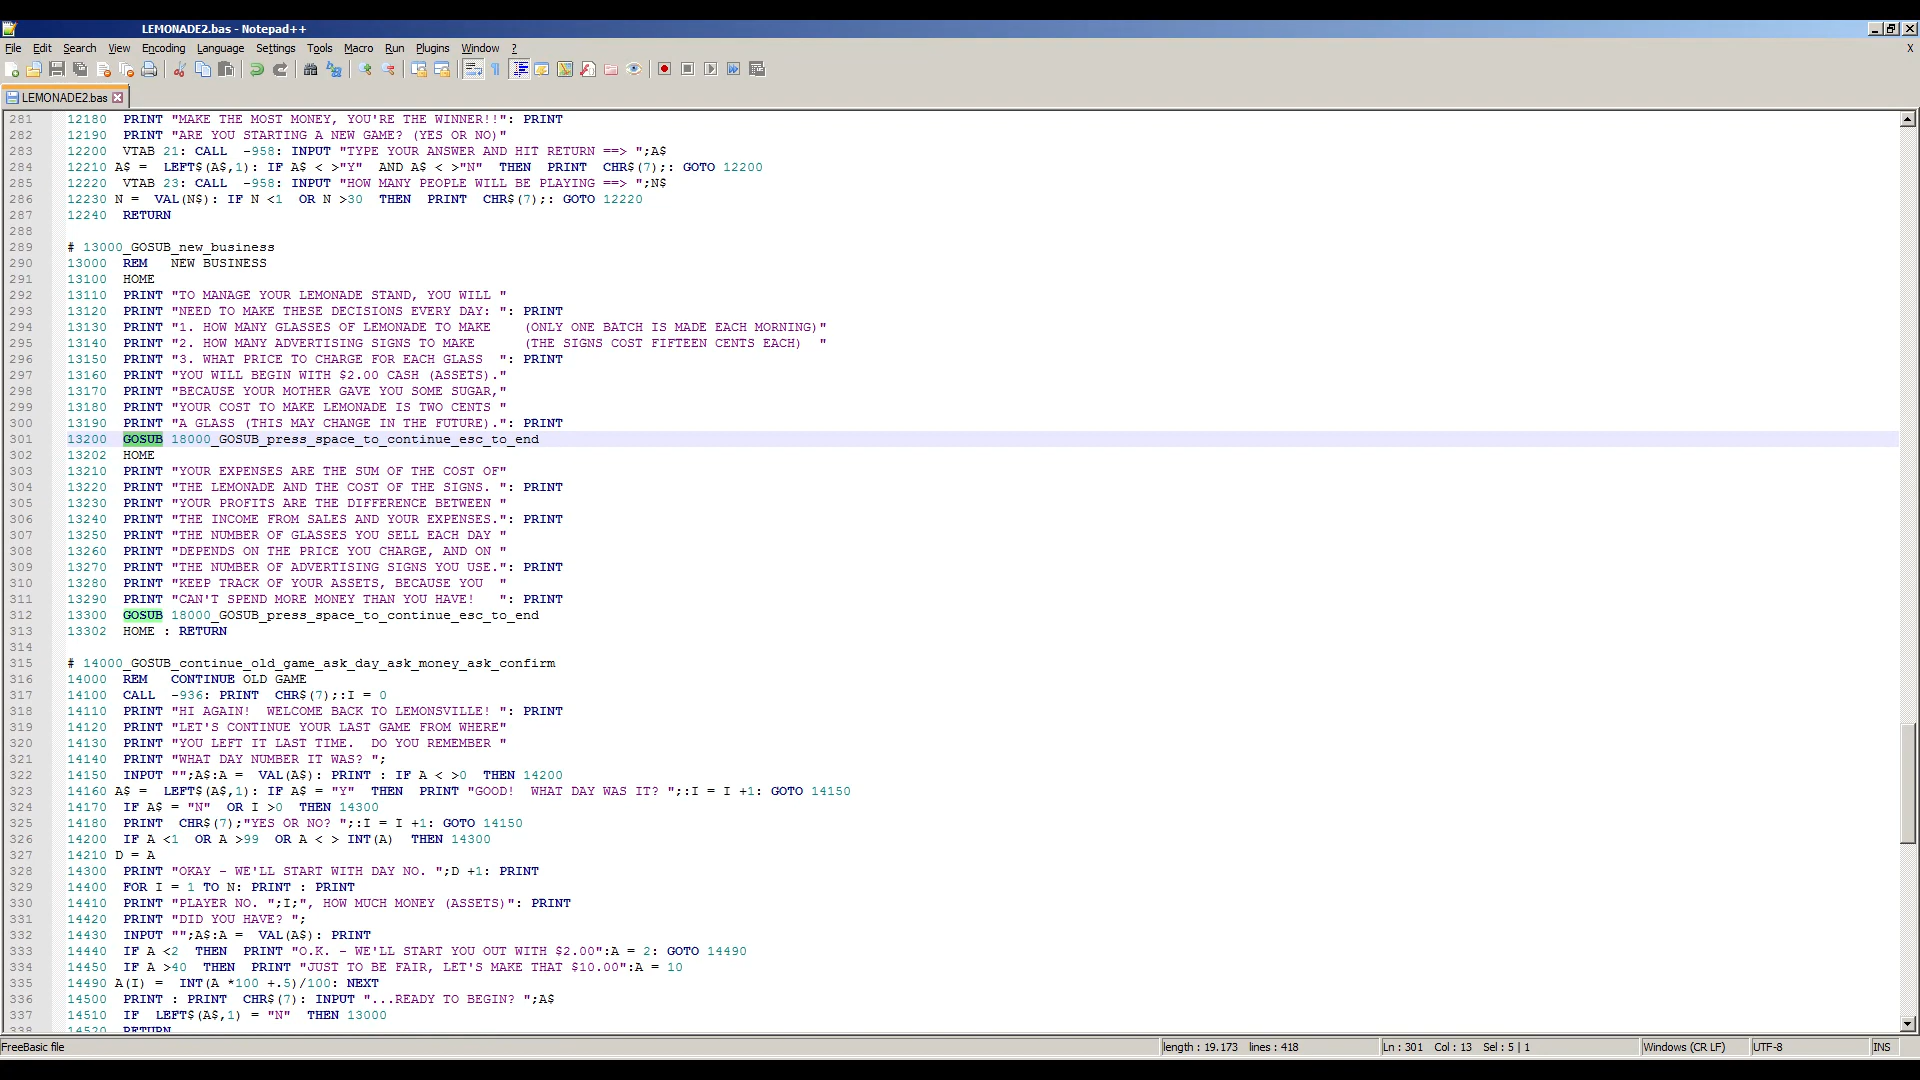 LEMONADE2.bas - Notepad++
File Edit Search View Encoding Language Settings Tools Macro Run Plugins Window ? X
LEMONADE2.bas
281 12180  PRINT "MAKE THE MOST MONEY, YOU'RE THE WINNER!!": PRINT
282 12190  PRINT "ARE YOU STARTING A NEW GAME? (YES OR NO)"
283 12200  VTAB 21: CALL  -958: INPUT "TYPE YOUR ANSWER AND HIT RETURN ==> ";A$
284 12210 A$ =  LEFT$(A$,1): IF A$ < >"Y"  AND A$ < >"N"  THEN  PRINT  CHR$(7);: GOTO 12200
285 12220  VTAB 23: CALL  -958: INPUT "HOW MANY PEOPLE WILL BE PLAYING ==> ";N$
286 12230 N =  VAL(N$): IF N <1  OR N >30  THEN  PRINT  CHR$(7);: GOTO 12220
287 12240  RETURN
288
289 # 13000_GOSUB_new_business
290 13000  REM   NEW BUSINESS
291 13100  HOME
292 13110  PRINT "TO MANAGE YOUR LEMONADE STAND, YOU WILL "
293 13120  PRINT "NEED TO MAKE THESE DECISIONS EVERY DAY: ": PRINT
294 13130  PRINT "1. HOW MANY GLASSES OF LEMONADE TO MAKE    (ONLY ONE BATCH IS MADE EACH MORNING)"
295 13140  PRINT "2. HOW MANY ADVERTISING SIGNS TO MAKE      (THE SIGNS COST FIFTEEN CENTS EACH)  "
296 13150  PRINT "3. WHAT PRICE TO CHARGE FOR EACH GLASS  ": PRINT
297 13160  PRINT "YOU WILL BEGIN WITH $2.00 CASH (ASSETS)."
298 13170  PRINT "BECAUSE YOUR MOTHER GAVE YOU SOME SUGAR,"
299 13180  PRINT "YOUR COST TO MAKE LEMONADE IS TWO CENTS "
300 13190  PRINT "A GLASS (THIS MAY CHANGE IN THE FUTURE).": PRINT
301 13200  GOSUB 18000_GOSUB_press_space_to_continue_esc_to_end
302 13202  HOME
303 13210  PRINT "YOUR EXPENSES ARE THE SUM OF THE COST OF"
304 13220  PRINT "THE LEMONADE AND THE COST OF THE SIGNS. ": PRINT
305 13230  PRINT "YOUR PROFITS ARE THE DIFFERENCE BETWEEN "
306 13240  PRINT "THE INCOME FROM SALES AND YOUR EXPENSES.": PRINT
307 13250  PRINT "THE NUMBER OF GLASSES YOU SELL EACH DAY "
308 13260  PRINT "DEPENDS ON THE PRICE YOU CHARGE, AND ON "
309 13270  PRINT "THE NUMBER OF ADVERTISING SIGNS YOU USE.": PRINT
310 13280  PRINT "KEEP TRACK OF YOUR ASSETS, BECAUSE YOU  "
311 13290  PRINT "CAN'T SPEND MORE MONEY THAN YOU HAVE!   ": PRINT
312 13300  GOSUB 18000_GOSUB_press_space_to_continue_esc_to_end
313 13302  HOME : RETURN
314
315 # 14000_GOSUB_continue_old_game_ask_day_ask_money_ask_confirm
316 14000  REM   CONTINUE OLD GAME
317 14100  CALL  -936: PRINT  CHR$(7);:I = 0
318 14110  PRINT "HI AGAIN!  WELCOME BACK TO LEMONSVILLE! ": PRINT
319 14120  PRINT "LET'S CONTINUE YOUR LAST GAME FROM WHERE"
320 14130  PRINT "YOU LEFT IT LAST TIME.  DO YOU REMEMBER "
321 14140  PRINT "WHAT DAY NUMBER IT WAS? ";
322 14150  INPUT "";A$:A =  VAL(A$): PRINT : IF A < >0  THEN 14200
323 14160 A$ =  LEFT$(A$,1): IF A$ = "Y"  THEN  PRINT "GOOD!  WHAT DAY WAS IT? ";:I = I +1: GOTO 14150
324 14170  IF A$ = "N"  OR I >0  THEN 14300
325 14180  PRINT  CHR$(7);"YES OR NO? ";:I = I +1: GOTO 14150
326 14200  IF A <1  OR A >99  OR A < > INT(A)  THEN 14300
327 14210 D = A
328 14300  PRINT "OKAY - WE'LL START WITH DAY NO. ";D +1: PRINT
329 14400  FOR I = 1 TO N: PRINT : PRINT
330 14410  PRINT "PLAYER NO. ";I;", HOW MUCH MONEY (ASSETS)": PRINT
331 14420  PRINT "DID YOU HAVE? ";
332 14430  INPUT "";A$:A =  VAL(A$): PRINT
333 14440  IF A <2  THEN  PRINT "O.K. - WE'LL START YOU OUT WITH $2.00":A = 2: GOTO 14490
334 14450  IF A >40  THEN  PRINT "JUST TO BE FAIR, LET'S MAKE THAT $10.00":A = 10
335 14490 A(I) =  INT(A *100 +.5)/100: NEXT
336 14500  PRINT : PRINT  CHR$(7): INPUT "...READY TO BEGIN? ";A$
337 14510  IF  LEFT$(A$,1) = "N"  THEN 13000
338 14520  RETURN
FreeBasic file length : 19.173 lines : 418 Ln : 301 Col : 13 Sel : 5 | 1 Windows (CR LF) UTF-8 INS